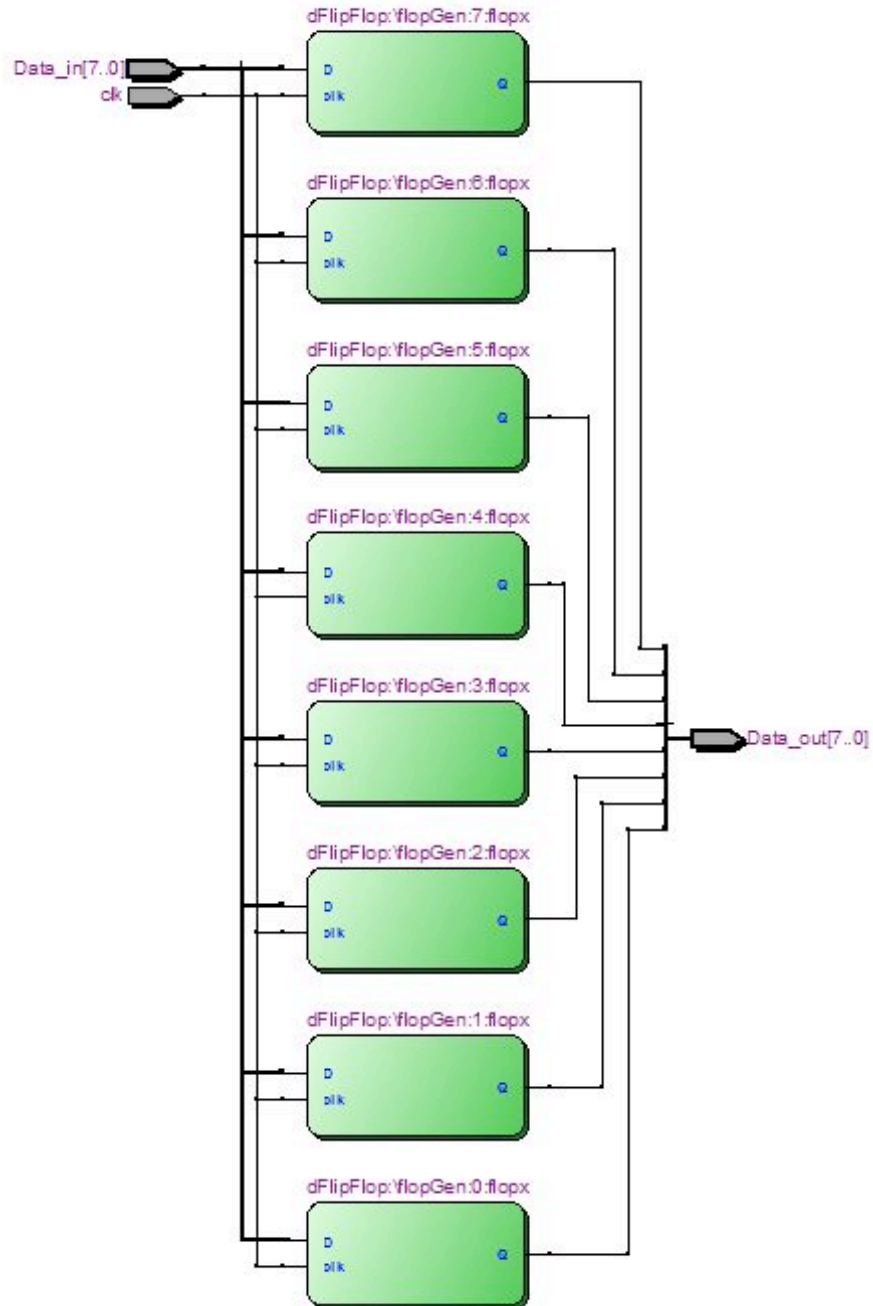 dFlipFlop:\flopGen:7:flopx
Data_in[7..0]
clk
D
clk
Q
dFlipFlop:\flopGen:6:flopx
D
clk
Q
dFlipFlop:\flopGen:5:flopx
D
clk
Q
dFlipFlop:\flopGen:4:flopx
D
clk
Q
dFlipFlop:\flopGen:3:flopx
D
clk
Q
Data_out[7..0]
dFlipFlop:\flopGen:2:flopx
D
clk
Q
dFlipFlop:\flopGen:1:flopx
D
clk
Q
dFlipFlop:\flopGen:0:flopx
D
clk
Q